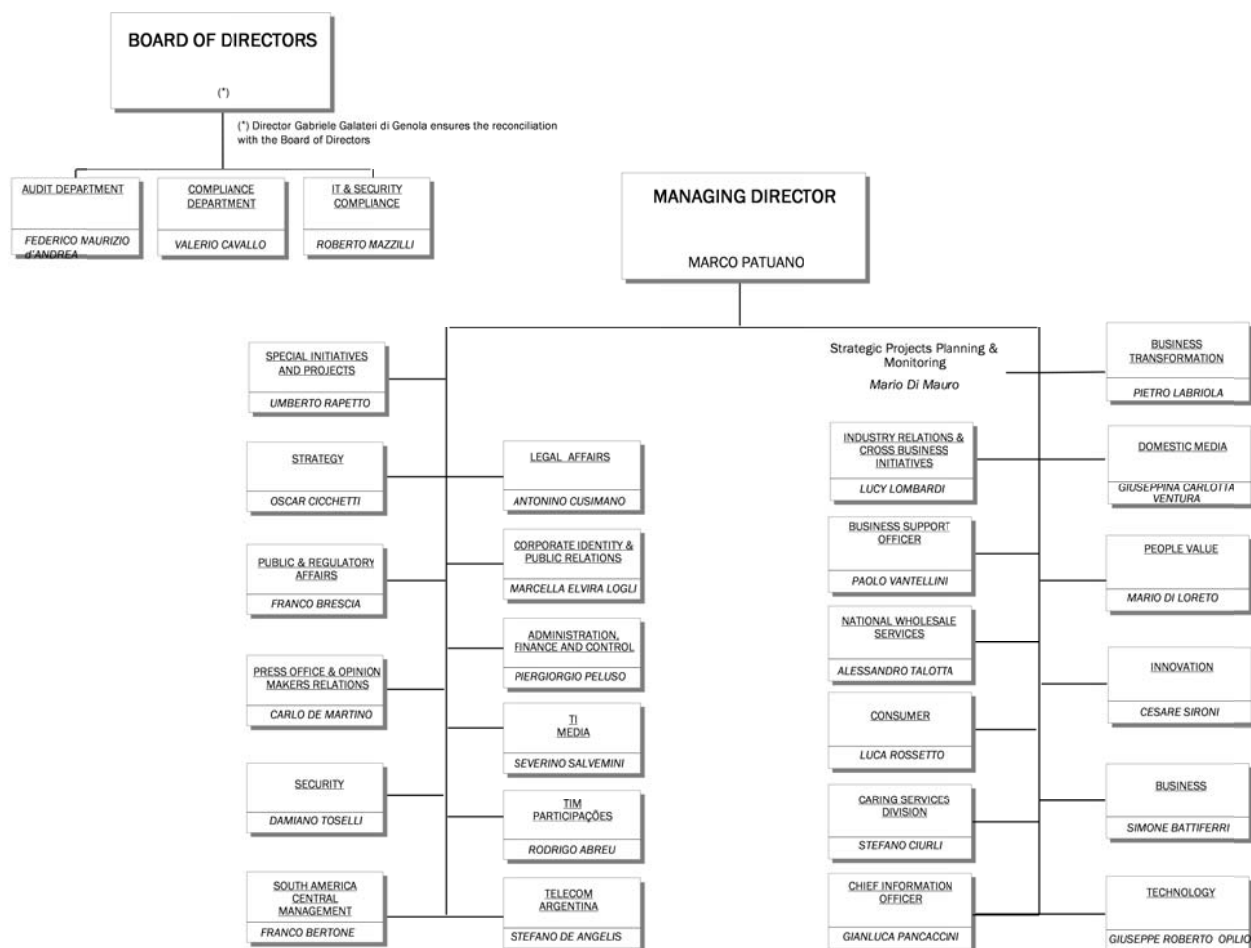 BOARD OF DIRECTORS
(*)
(*) Director Gabriele Galateri di Genola ensures the reconciliation
with the Board of Directors
AUDIT DEPARTMENT
FEDERICO MAURIZIO
d'ANDREA
COMPLIANCE
DEPARTMENT
VALERIO CAVALLO
IT & SECURITY
COMPLIANCE
ROBERTO MAZZILLI
MANAGING DIRECTOR
MARCO PATUANO
SPECIAL INITIATIVES
AND PROJECTS
UMBERTO RAPETTO
STRATEGY
OSCAR CICCHETTI
PUBLIC & REGULATORY
AFFAIRS
FRANCO BRESCIA
PRESS OFFICE & OPINION
MAKERS RELATIONS
CARLO DE MARTINO
SECURITY
DAMIANO TOSELLI
SOUTH AMERICA
CENTRAL
MANAGEMENT
FRANCO BERTONE
LEGAL AFFAIRS
ANTONINO CUSIMANO
CORPORATE IDENTITY &
PUBLIC RELATIONS
MARCELLA ELVIRA LOGLI
ADMINISTRATION,
FINANCE AND CONTROL
PIERGIORGIO PELUSO
TI
MEDIA
SEVERINO SALVEMINI
TIM
PARTICIPAÇÕES
RODRIGO ABREU
TELECOM
ARGENTINA
STEFANO DE ANGELIS
Strategic Projects Planning &
Monitoring
Mario Di Mauro
INDUSTRY RELATIONS &
CROSS BUSINESS
INITIATIVES
LUCY LOMBARDI
BUSINESS SUPPORT
OFFICER
PAOLO VANTELLINI
NATIONAL WHOLESALE
SERVICES
ALESSANDRO TALOTTA
CONSUMER
LUCA ROSSETTO
CARING SERVICES
DIVISION
STEFANO CIURLI
CHIEF INFORMATION
OFFICER
GIANLUCA PANCACCINI
BUSINESS
TRANSFORMATION
PIETRO LABRIOLA
DOMESTIC MEDIA
GIUSEPPINA CARLOTTA
VENTURA
PEOPLE VALUE
MARIO DI LORETO
INNOVATION
CESARE SIRONI
BUSINESS
SIMONE BATTIFERRI
TECHNOLOGY
GIUSEPPE ROBERTO OPILIO